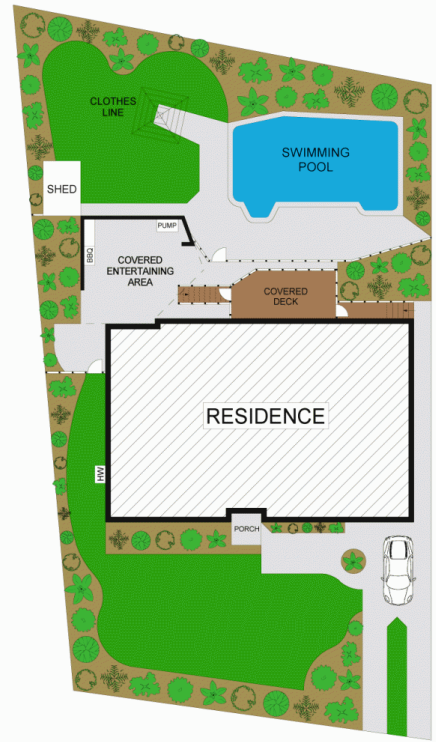 CLOTHES
LINE
SWIMMING
POOL
SHED
PUMP
BBQ
COVERED
ENTERTAINING
AREA
COVERED
DECK
RESIDENCE
HW
PORCH